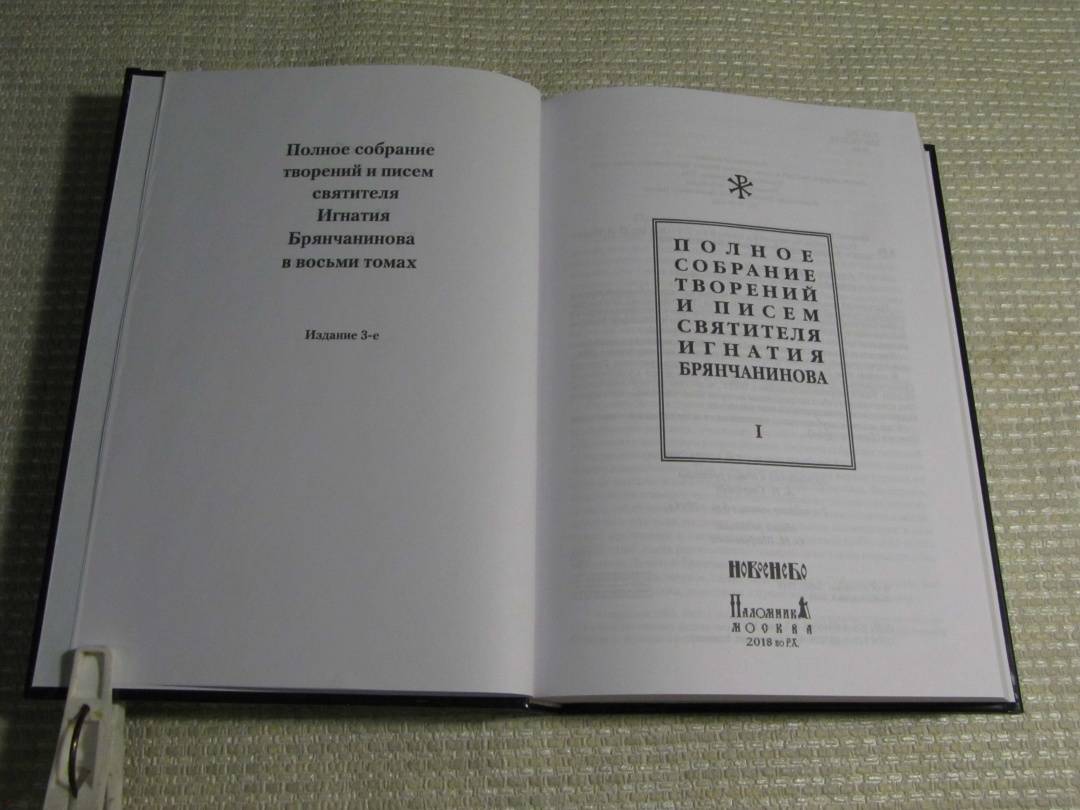 Полное собрание
творений и писем
святителя
Игнатия
Брянчанинова
в восьми томах
Издание 3-е
ПОЛНОЕ
СОБРАНИЕ
ТВОРЕНИЙ
И ПИСЕМ
СВЯТИТЕЛЯ
ИГНАТИЯ
БРЯНЧАНИНОВА
I
НОВОЕ НЕБО
ПАЛОМНИК
МОСКВА
2018 по Р.Х.